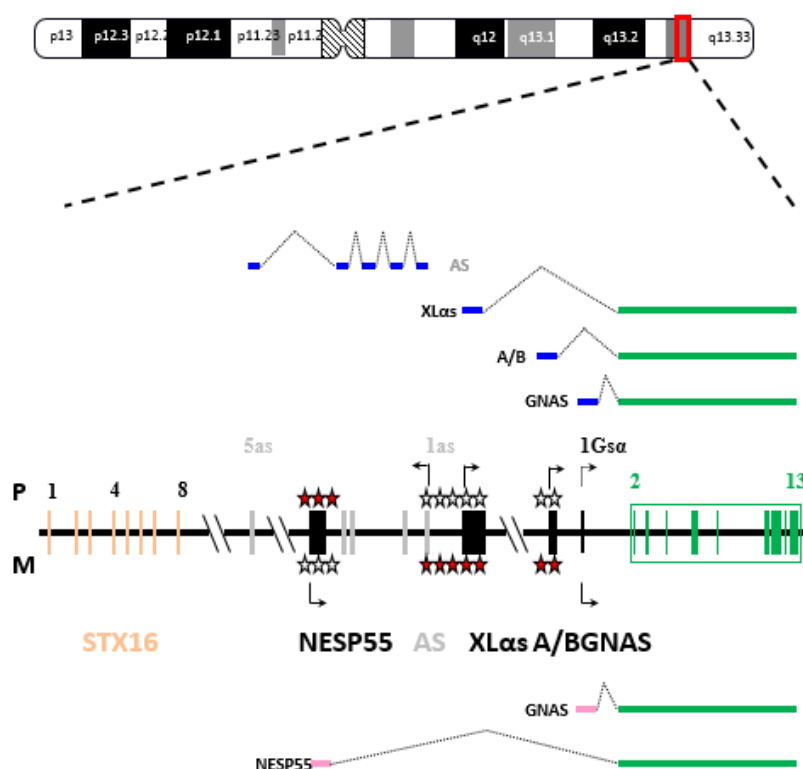 p13 p12.3 p12.2 p12.1 p11.23 p11.2 q12 q13.1 q13.2 q13.33
AS
XLαs
A/B
GNAS
5as 1as 1Gsα
P 1 4 8 2 13
M
STX16 NESP55 AS XLαs A/BGNAS
GNAS
NESP55